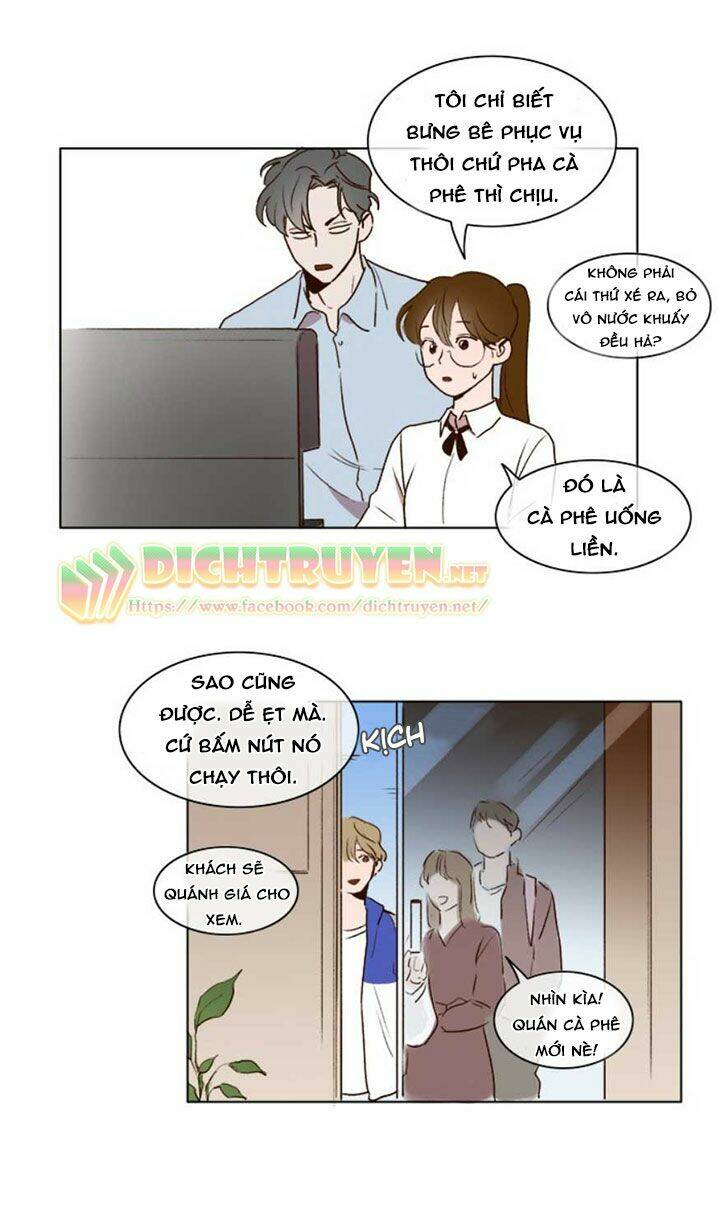 TÔI CHỈ BIẾT
BƯNG BÊ PHỤC VỤ
THÔI CHỨ PHA CÀ
PHÊ THÌ CHỊU.
KHÔNG PHẢI
CÁI THỨ XÉ RA, BỎ
VÔ NƯỚC KHUẤY
ĐỀU HẢ?
ĐÓ LÀ
CÀ PHÊ UỐNG
LIỀN.
DICHTRUYEN.NET
Https://www.facebook.com/dichtruyen.net/
SAO CŨNG
ĐƯỢC. DỄ ẸT MÀ.
CỨ BẤM NÚT NÓ
CHẠY THÔI.
KỊCH
KHÁCH SẼ
QUÁNH GIÁ CHO
XEM.
NHÌN KÌA!
QUÁN CÀ PHÊ
MỚI NÈ!